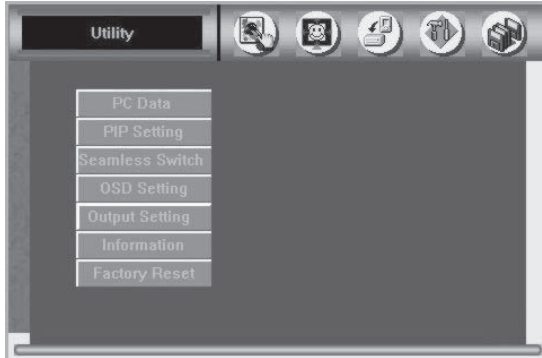 Utility
PC Data
PIP Setting
Seamless Switch
OSD Setting
Output Setting
Information
Factory Reset